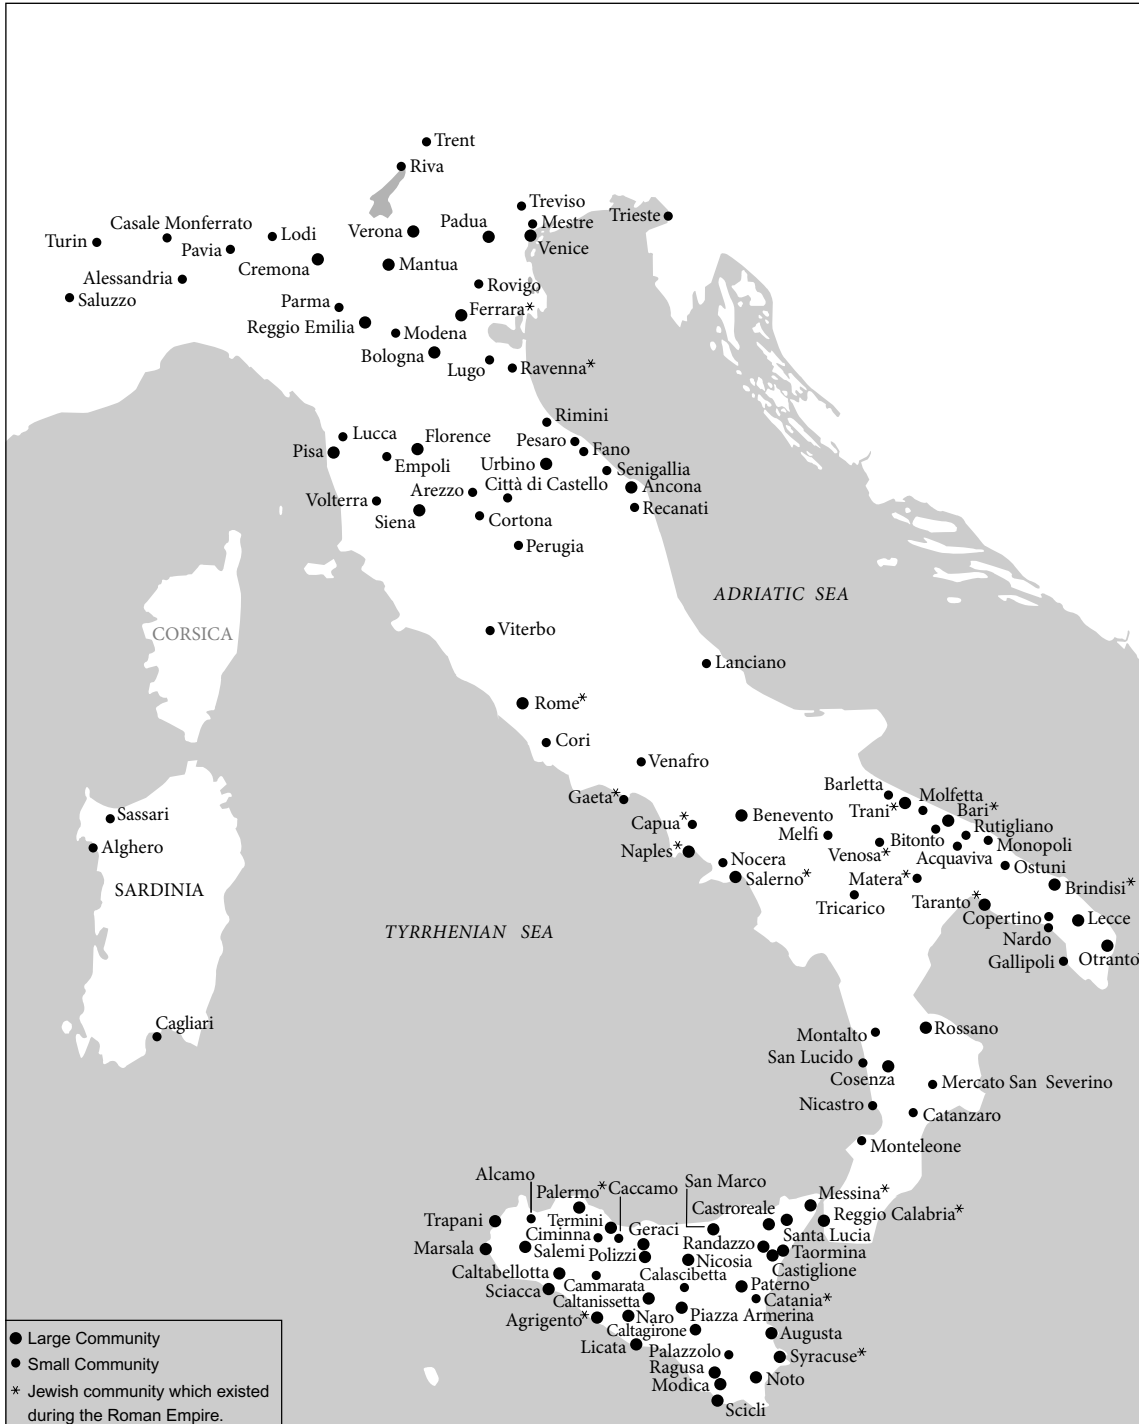 Trent
Riva
Treviso
Mestre
Trieste
Casale Monferrato
Lodi
Verona
Padua
Venice
Turin
Pavia
Cremona
Mantua
Alessandria
Saluzzo
Rovigo
Parma
Ferrara*
Reggio Emilia
Modena
Bologna
Lugo
Ravenna*
Rimini
Lucca
Florence
Pesaro
Fano
Pisa
Empoli
Urbino
Senigallia
Città di Castello
Ancona
Arezzo
Volterra
Recanati
Siena
Cortona
Perugia
ADRIATIC SEA
CORSICA
Viterbo
Lanciano
Rome*
Cori
Venafro
Gaeta*
Barletta
Molfetta
Trani*
Bari*
Sassari
Benevento
Capua*
Melfi
Bitonto
Rutigliano
Monopoli
Alghero
Naples*
Venosa*
Acquaviva
Nocera
Ostuni
SARDINIA
Salerno*
Matera*
Brindisi*
Tricarico
Taranto*
Copertino
Lecce
TYRRHENIAN SEA
Nardo
Gallipoli
Otranto
Cagliari
Rossano
Montalto
San Lucido
Cosenza
Mercato San Severino
Nicastro
Catanzaro
Monteleone
Alcamo
San Marco
Palermo*
Caccamo
Messina*
Trapani
Termini
Castroreale
Reggio Calabria*
Ciminna
Geraci
Santa Lucia
Marsala
Salemi
Polizzi
Randazzo
Taormina
Nicosia
Castiglione
Caltabellotta
Cammarata
Calascibetta
Paterno
Sciacca
Caltanissetta
Catania*
Agrigento*
Naro
Piazza Armerina
Caltagirone
Augusta
Licata
Palazzolo
Syracuse*
Ragusa
Modica
Noto
Scicli
Large Community
Small Community
* Jewish community which existed
during the Roman Empire.